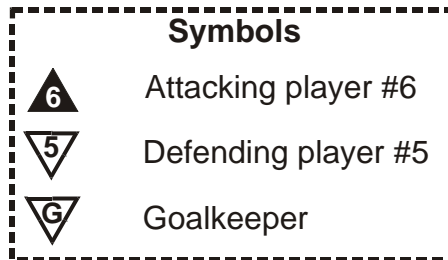 Symbols
6 Attacking player #6
5 Defending player #5
G Goalkeeper